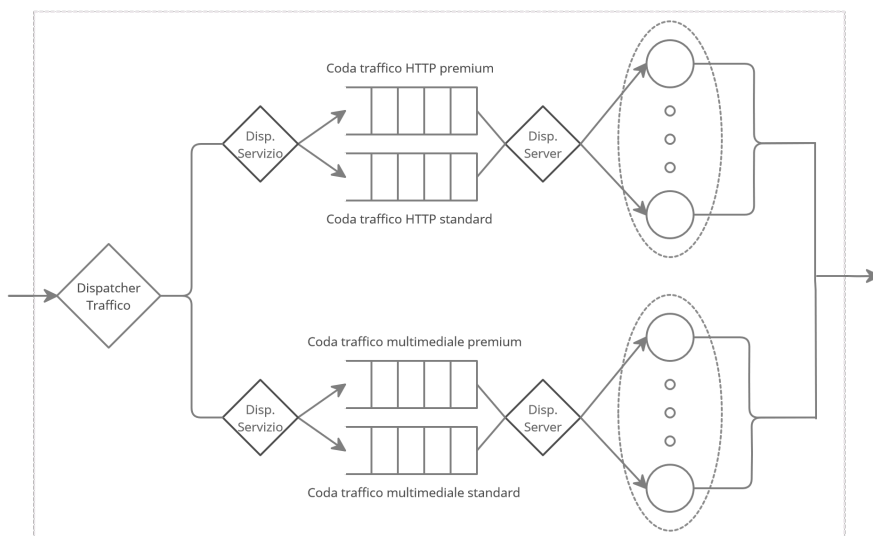 Coda traffico HTTP premium
Disp.
Servizio
Disp.
Server
Coda traffico HTTP standard
Dispatcher
Traffico
Coda traffico multimediale premium
Disp.
Servizio
Disp.
Server
Coda traffico multimediale standard